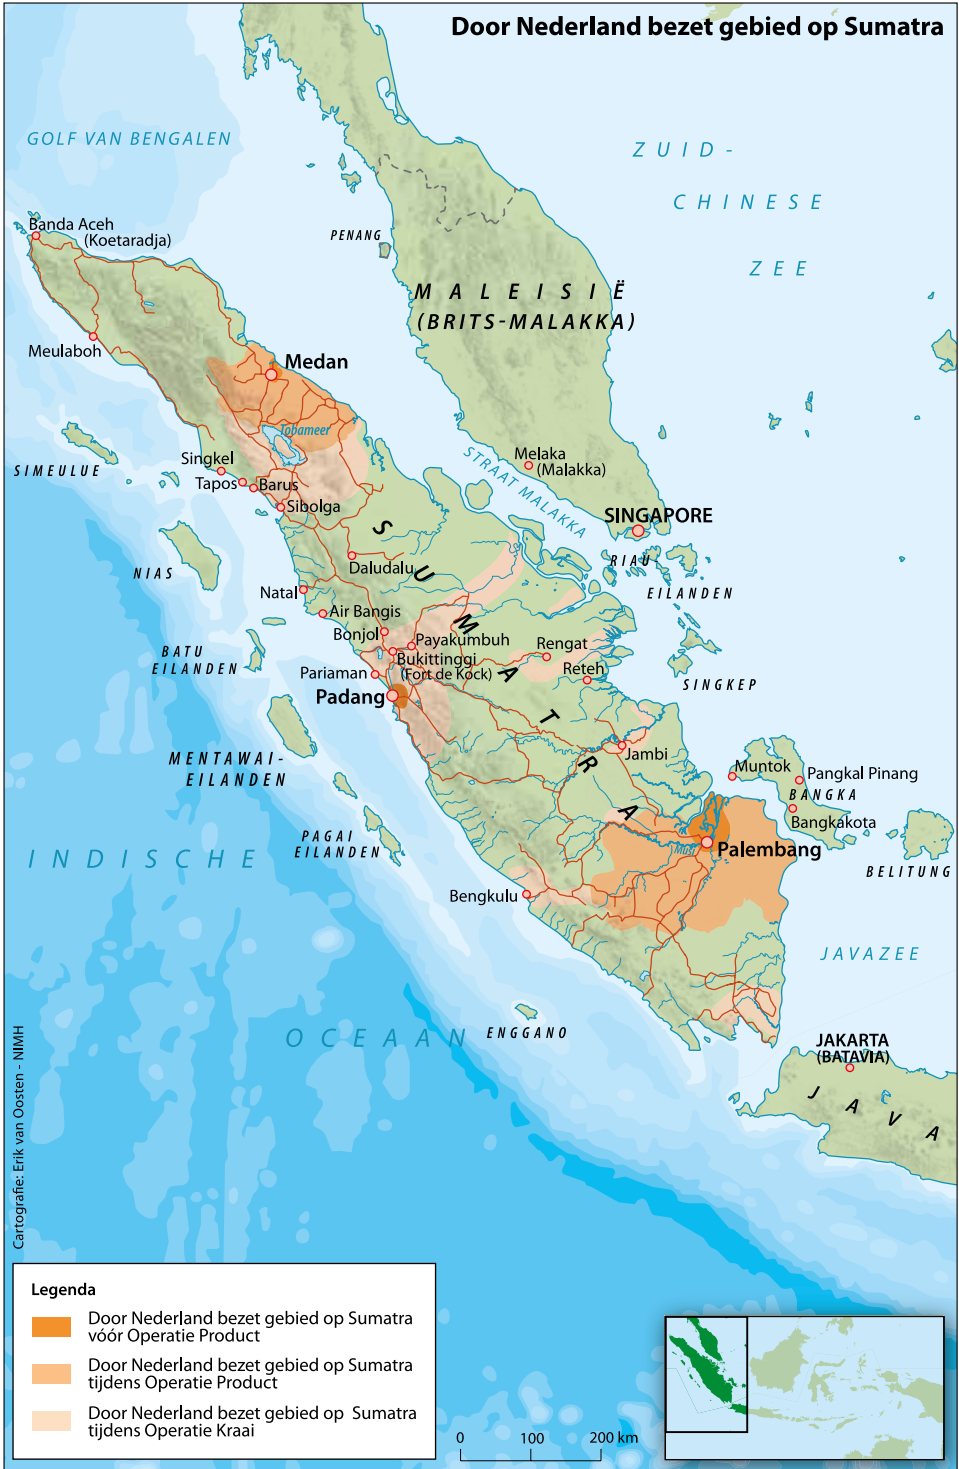 Door Nederland bezet gebied op Sumatra
GOLF VAN BENGALEN
ZUID-
CHINESE
ZEE
Banda Aceh
(Koetaradja)
PENANG
MALEISIË
(BRITS-MALAKKA)
Meulaboh
Medan
Tobameer
Melaka
(Malakka)
STRAAT MALAKKA
SIMEULUE
Singkel
Tapos
Barus
Sibolga
SINGAPORE
RIAU
EILANDEN
NIAS
Daludalu
SUMATRA
Natal
Air Bangis
Bonjol
Payakumbuh
Bukittinggi
(Fort de Kock)
Rengat
Reteh
BATU
EILANDEN
Pariaman
Padang
SINGKEP
MENTAWAI-
EILANDEN
Jambi
Muntok
Pangkal Pinang
BANGKA
Bangkakota
PAGAI
EILANDEN
Musi
Palembang
BELITUNG
INDISCHE
Bengkulu
JAVAZEE
OCEAAN
ENGGANO
JAKARTA
(BATAVIA)
JAVA
Cartografie: Erik van Oosten - NIMH
Legenda
Door Nederland bezet gebied op Sumatra
vóór Operatie Product
Door Nederland bezet gebied op Sumatra
tijdens Operatie Product
Door Nederland bezet gebied op Sumatra
tijdens Operatie Kraai
0 100 200 km